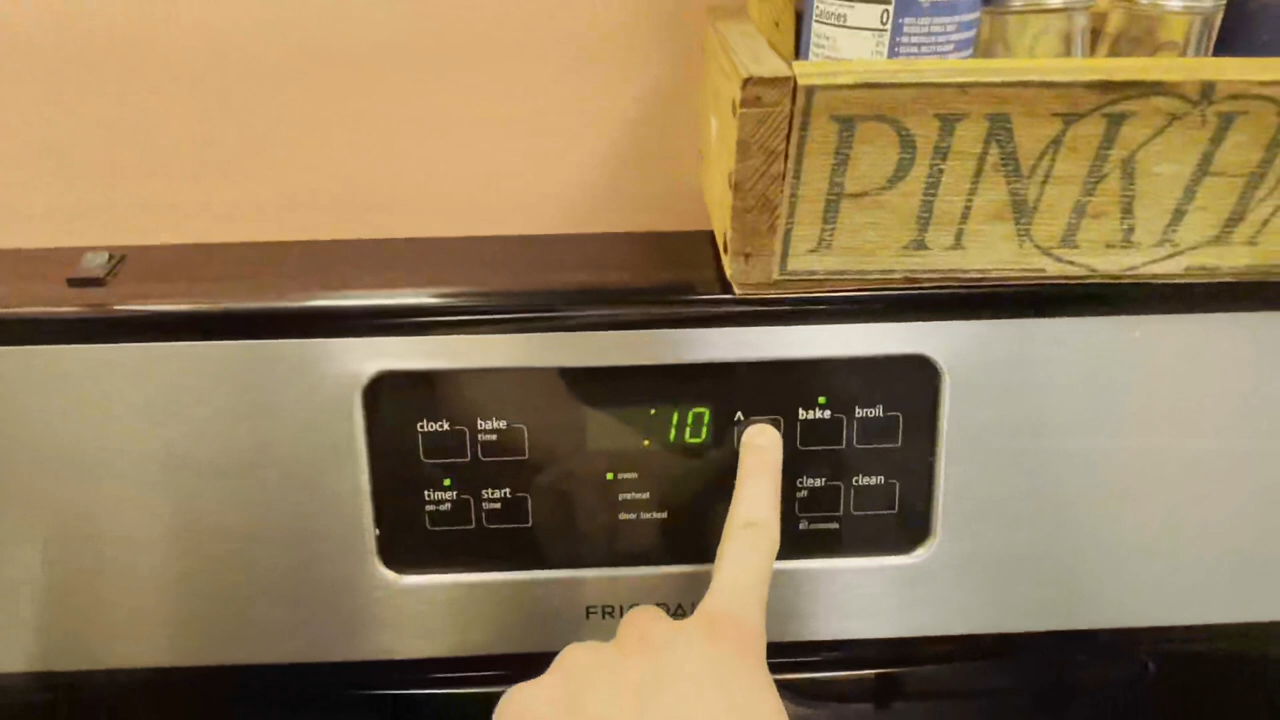 Calories 0
PINK
clock
bake
time
:10
^
bake
broil
timer
on-off
start
time
oven
preheat
door locked
clear
off
clean